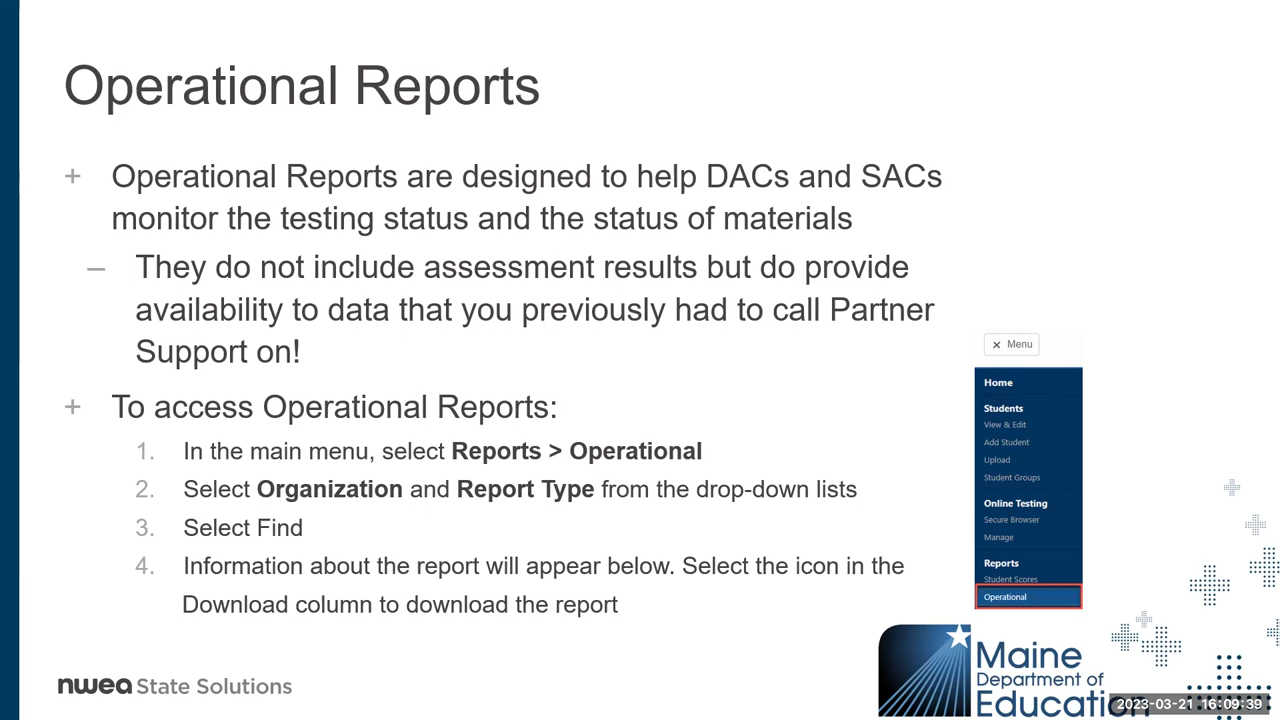 Operational Reports
+ Operational Reports are designed to help DACs and SACs
monitor the testing status and the status of materials
– They do not include assessment results but do provide
availability to data that you previously had to call Partner
Support on!
+ To access Operational Reports:
1. In the main menu, select Reports > Operational
2. Select Organization and Report Type from the drop-down lists
3. Select Find
4. Information about the report will appear below. Select the icon in the
Download column to download the report
× Menu
Home
Students
View & Edit
Add Student
Upload
Student Groups
Online Testing
Secure Browser
Manage
Reports
Student Scores
Operational
nwea State Solutions
Maine
Department of
Education
2023-03-21 16:09:39